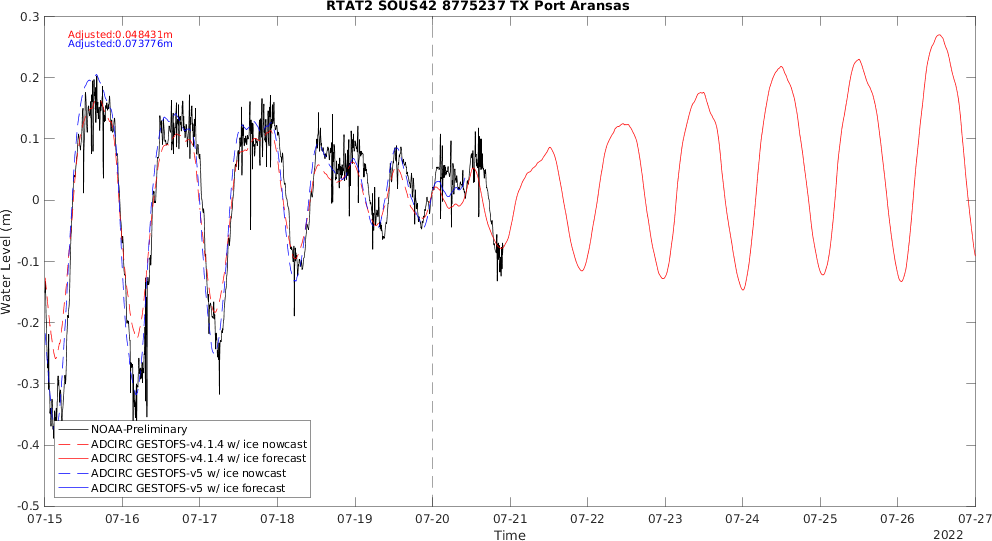 RTAT2 SOUS42 8775237 TX Port Aransas
Adjusted:0.048431m
Adjusted:0.073776m
0.3
0.2
0.1
0
-0.1
-0.2
-0.3
-0.4
-0.5
Water Level (m)
NOAA-Preliminary
ADCIRC GESTOFS-v4.1.4 w/ ice nowcast
ADCIRC GESTOFS-v4.1.4 w/ ice forecast
ADCIRC GESTOFS-v5 w/ ice nowcast
ADCIRC GESTOFS-v5 w/ ice forecast
07-15 07-16 07-17 07-18 07-19 07-20 07-21 07-22 07-23 07-24 07-25 07-26 07-27
Time
2022